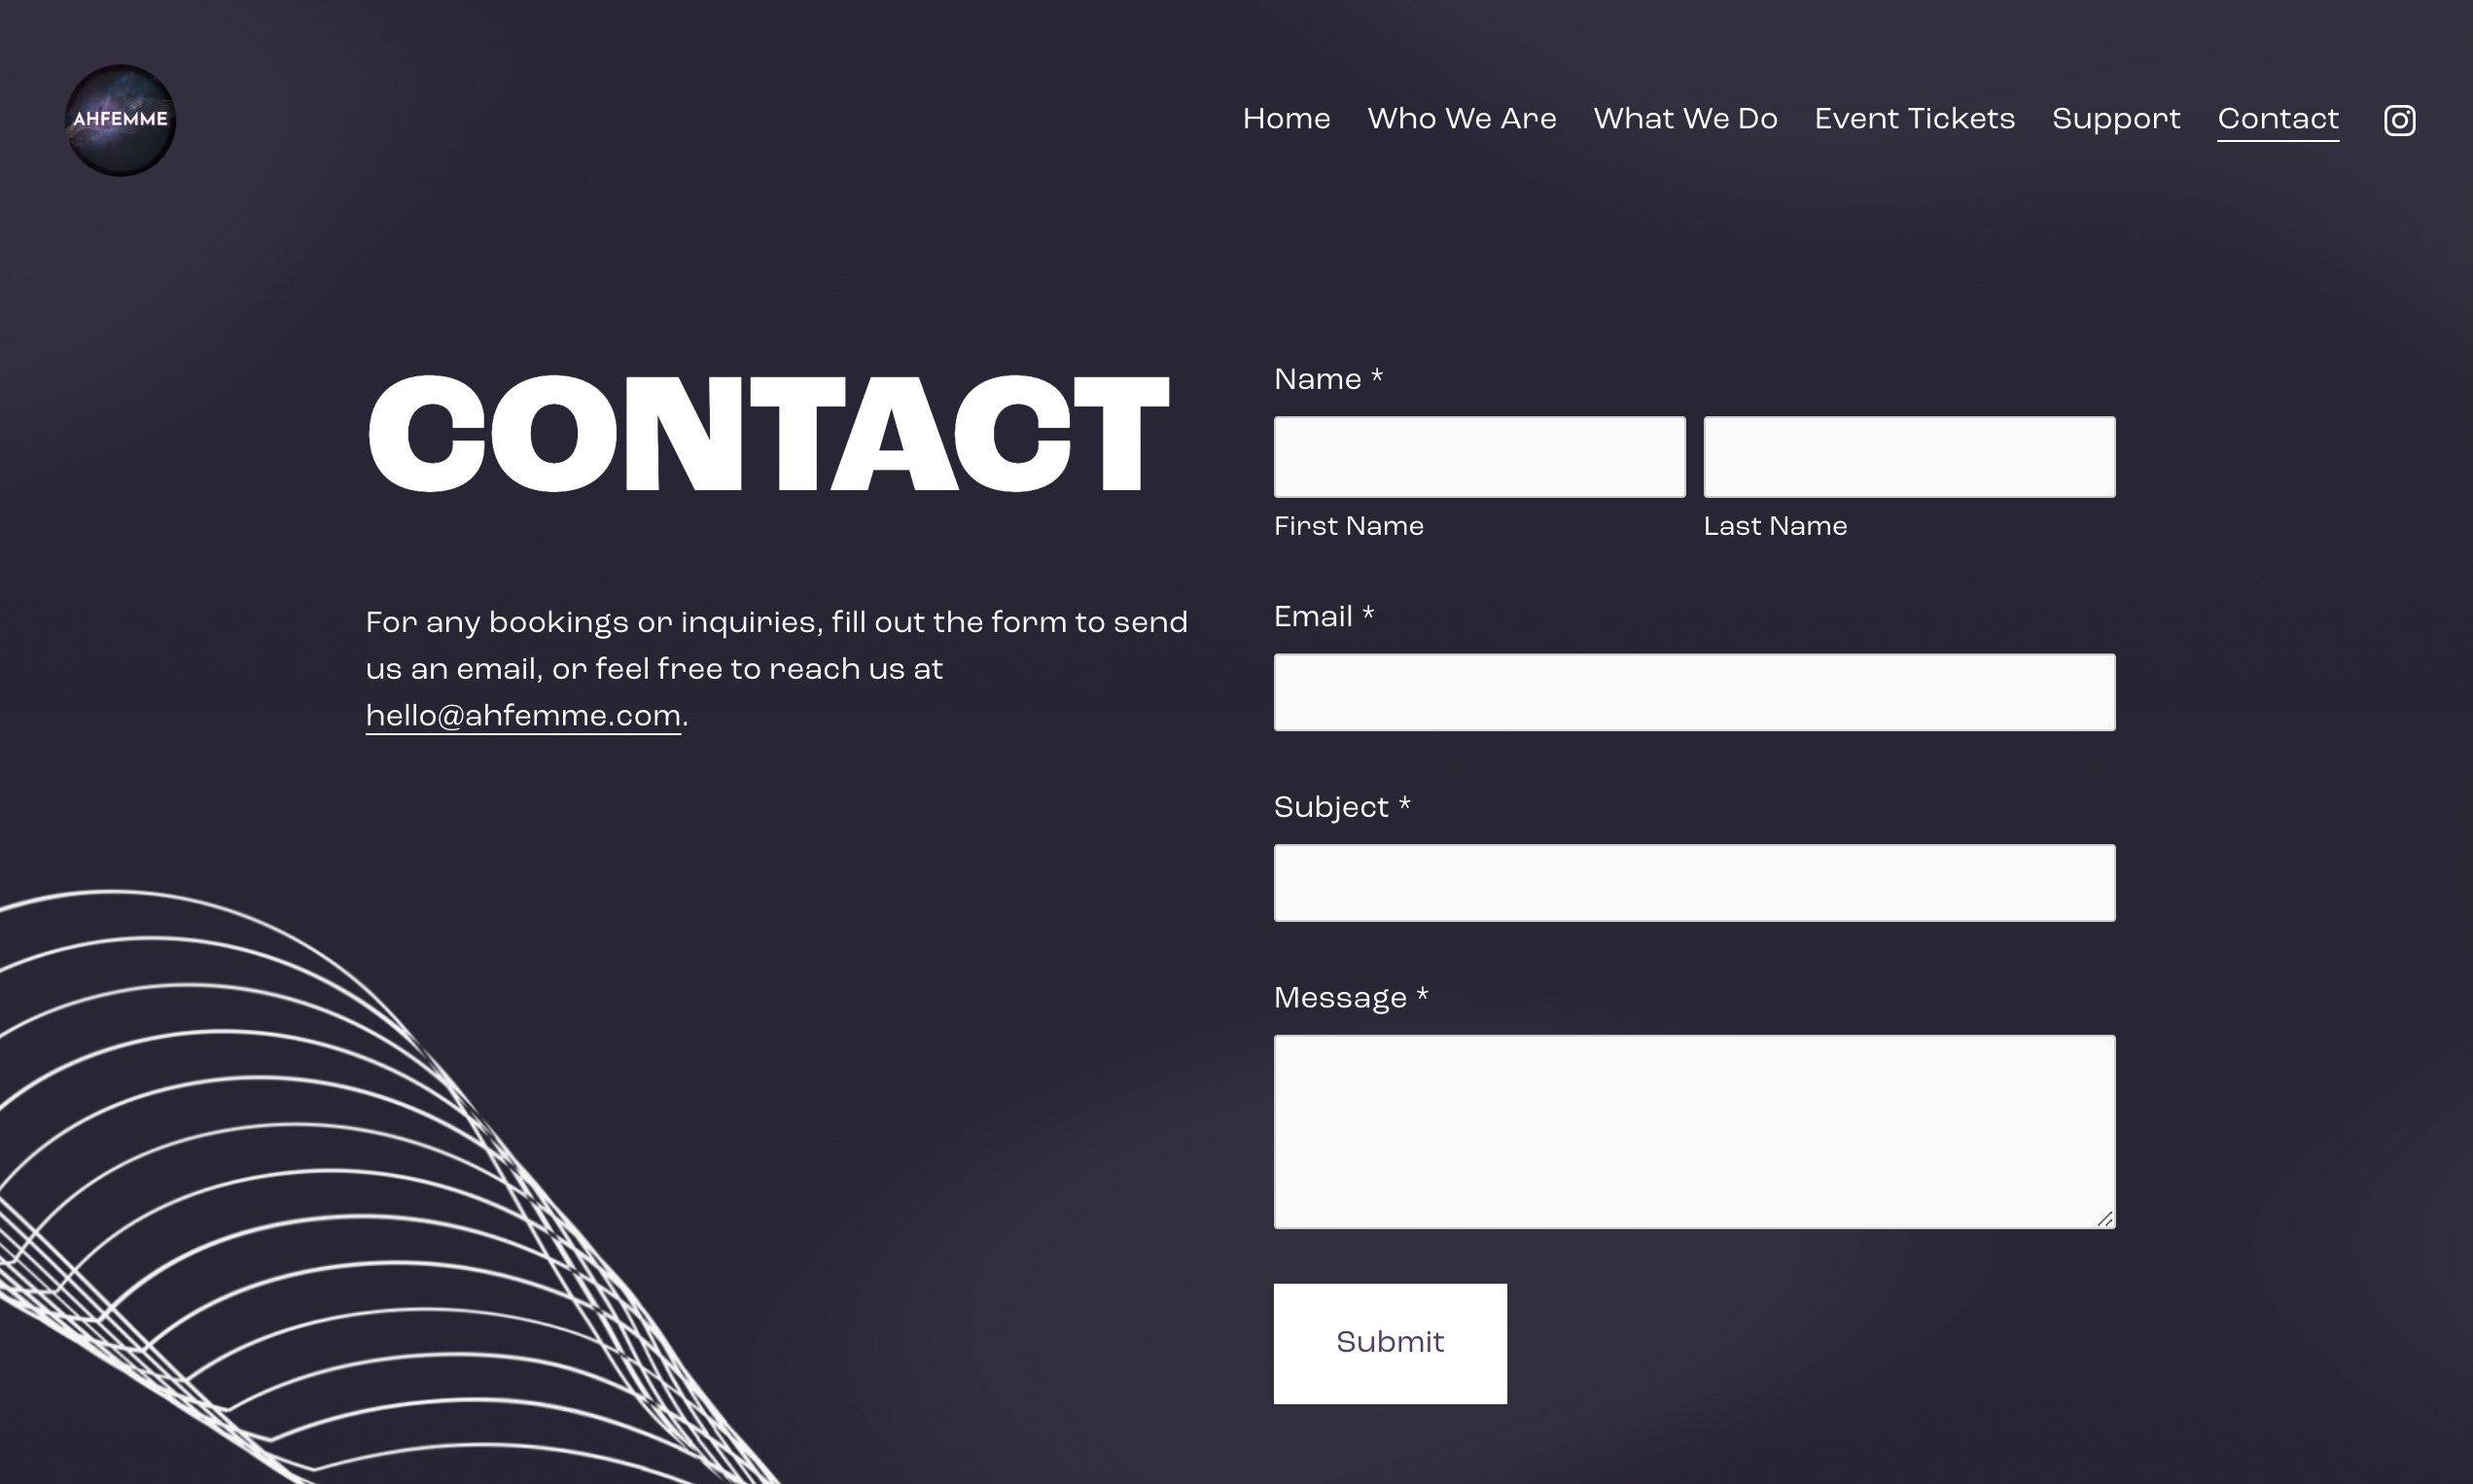 AHFEMME
Home Who We Are What We Do Event Tickets Support Contact
CONTACT
For any bookings or inquiries, fill out the form to send
us an email, or feel free to reach us at
hello@ahfemme.com.
Name *
First Name Last Name
Email *
Subject *
Message *
Submit